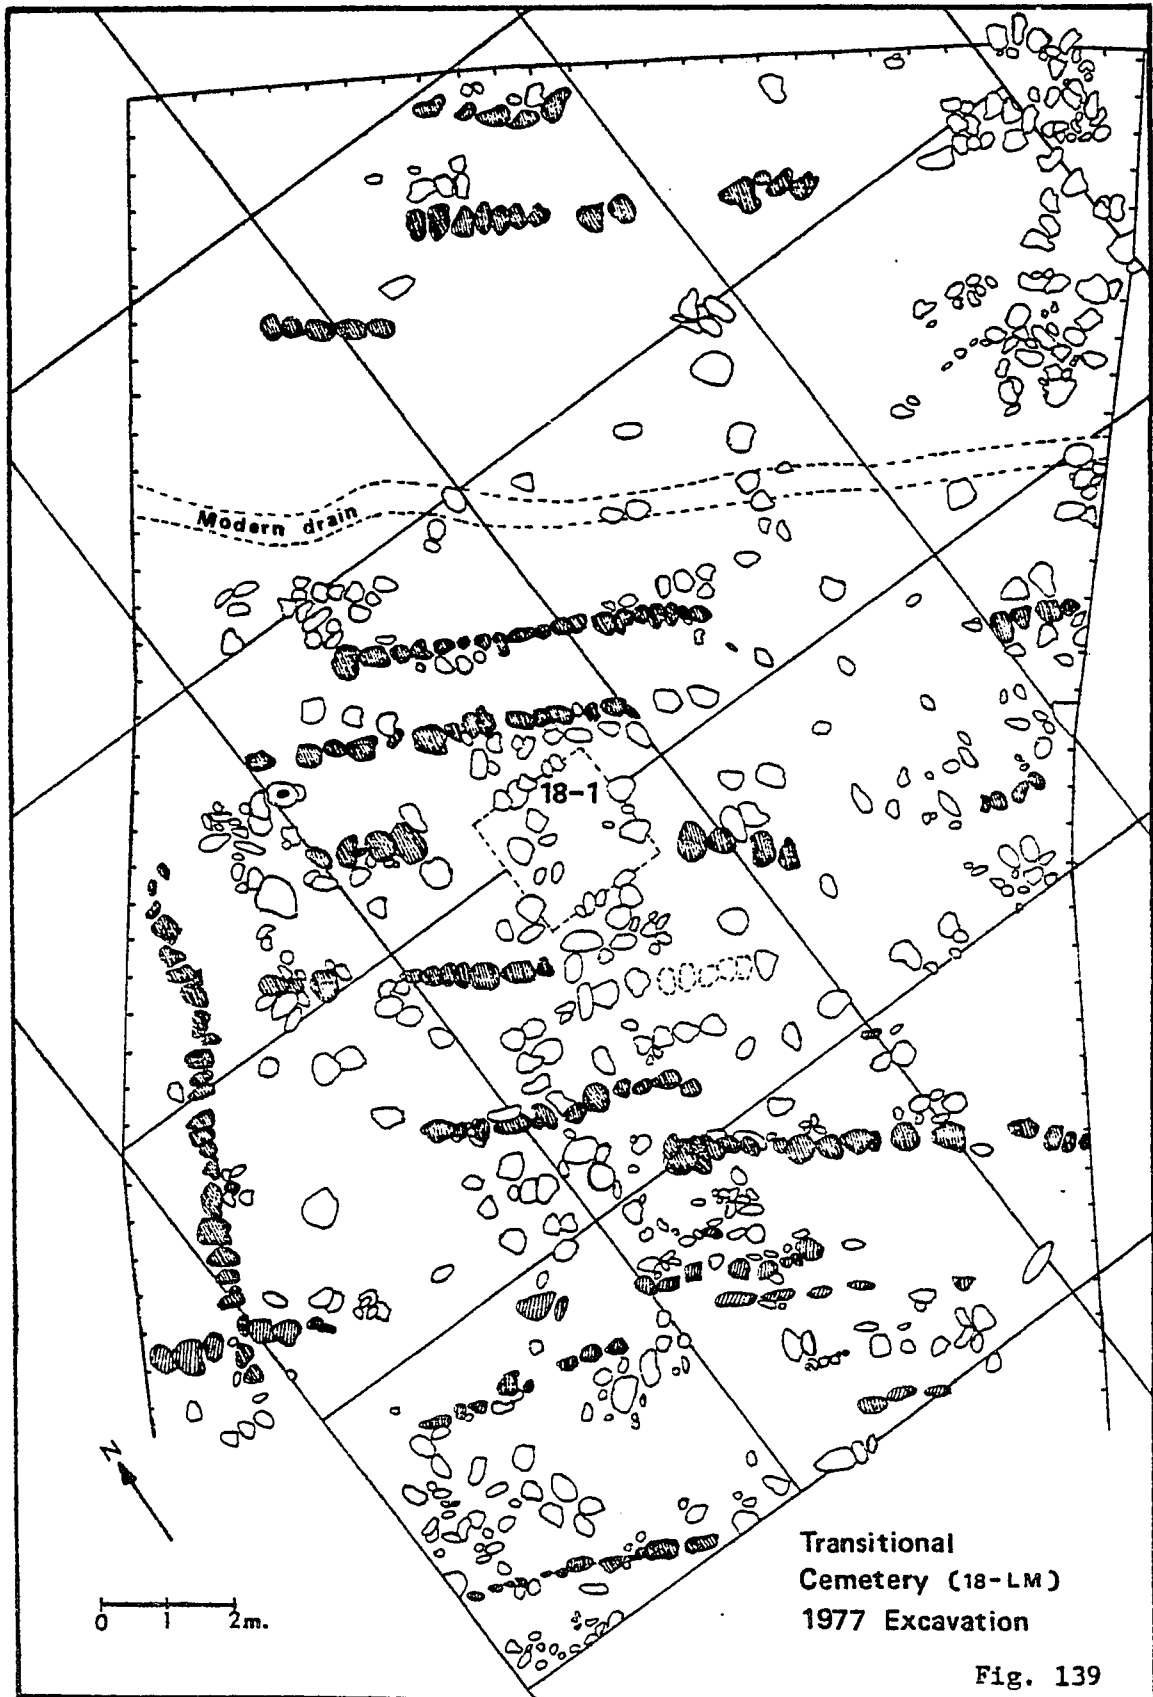 Modern drain
18-1
N
0 1 2m.
Transitional
Cemetery (18-LM)
1977 Excavation
Fig. 139